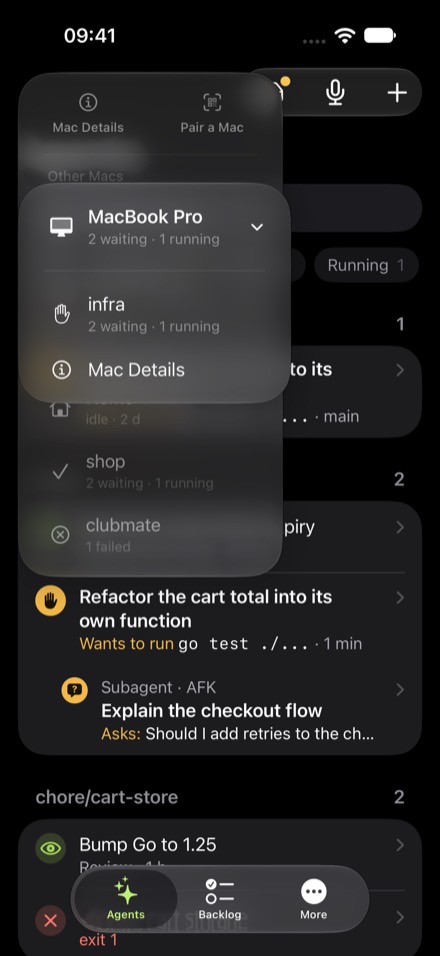 09:41
Mac Details
Pair a Mac
Other Macs
MacBook Pro
2 waiting · 1 running
Running 1
infra
2 waiting · 1 running
1
Mac Details
to its
... · main
idle · 2 d
shop
2 waiting · 1 running
2
clubmate
1 failed
piry
Refactor the cart total into its
own function
Wants to run go test ./... · 1 min
Subagent · AFK
Explain the checkout flow
Asks: Should I add retries to the ch...
chore/cart-store
2
Bump Go to 1.25
Agents
Backlog
More
exit 1